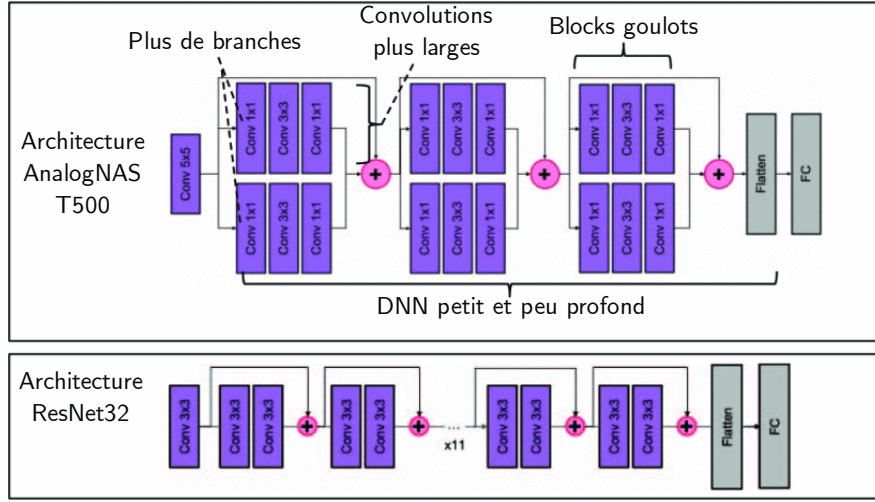 Plus de branches
Convolutions
plus larges
Blocks goulots
Architecture
AnalogNAS
T500
Conv 5x5
Conv 1x1
Conv 3x3
Conv 1x1
Conv 1x1
Conv 3x3
Conv 1x1
+
Conv 1x1
Conv 3x3
Conv 1x1
Conv 1x1
Conv 3x3
Conv 1x1
+
Conv 1x1
Conv 3x3
Conv 1x1
Conv 1x1
Conv 3x3
Conv 1x1
+
Flatten
FC
DNN petit et peu profond
Architecture
ResNet32
Conv 3x3
Conv 3x3
Conv 3x3
+
Conv 3x3
Conv 3x3
+
...
x11
Conv 3x3
Conv 3x3
+
Conv 3x3
Conv 3x3
+
Flatten
FC